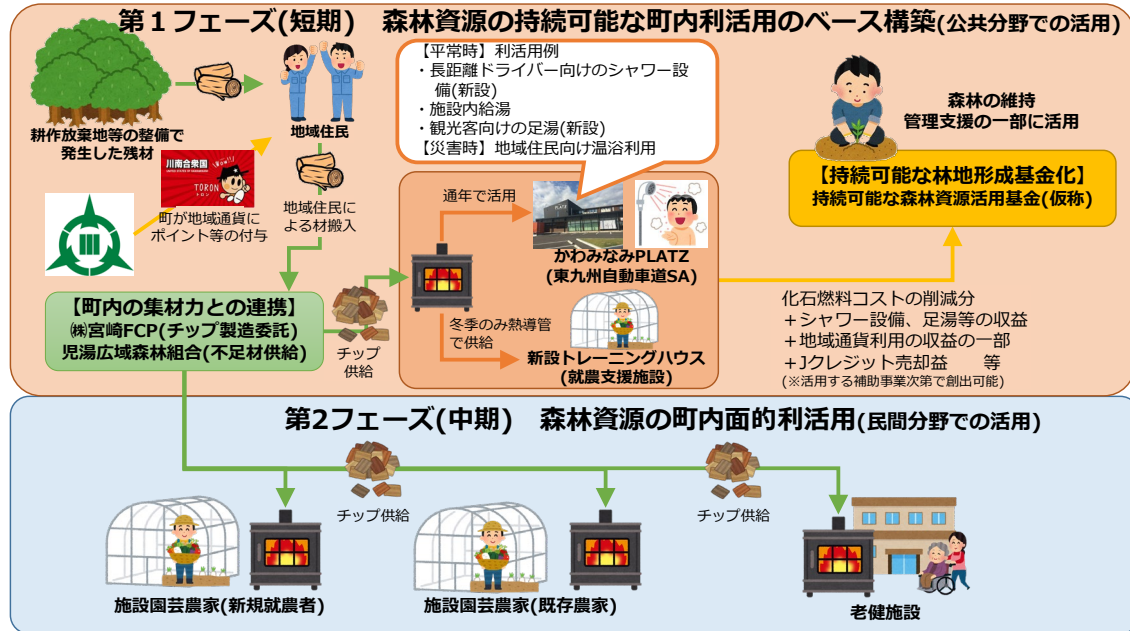 第１フェーズ(短期)　森林資源の持続可能な町内利活用のベース構築(公共分野での活用)
耕作放棄地等の整備で
発生した残材
地域住民
川南合衆国
TORON
トロン
町が地域通貨に
ポイント等の付与
地域住民に
よる材搬入
【平常時】利活用例
・長距離ドライバー向けのシャワー設
備(新設)
・施設内給湯
・観光客向けの足湯(新設)
【災害時】地域住民向け温浴利用
通年で活用
PLATZ
かわみなみPLATZ
(東九州自動車道SA)
冬季のみ熱導管
で供給
新設トレーニングハウス
(就農支援施設)
【町内の集材力との連携】
㈱宮崎FCP(チップ製造委託)
児湯広域森林組合(不足材供給)
チップ
供給
森林の維持
管理支援の一部に活用
【持続可能な林地形成基金化】
持続可能な森林資源活用基金(仮称)
化石燃料コストの削減分
＋シャワー設備、足湯等の収益
＋地域通貨利用の収益の一部
＋Jクレジット売却益　　等
(※活用する補助事業次第で創出可能)
第2フェーズ(中期)　森林資源の町内面的利活用(民間分野での活用)
チップ供給
チップ供給
施設園芸農家(新規就農者)
施設園芸農家(既存農家)
老健施設